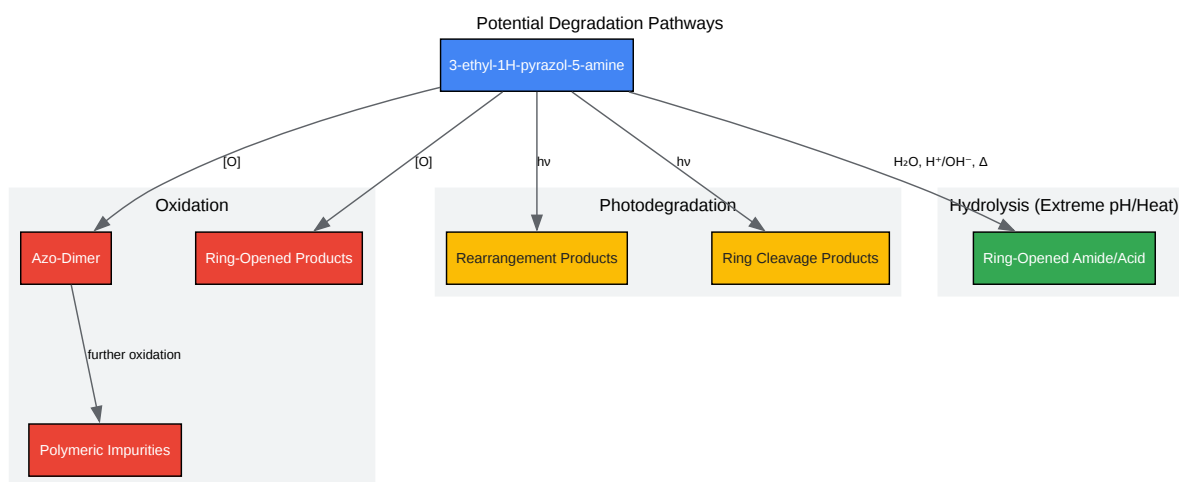 Potential Degradation Pathways
3-ethyl-1H-pyrazol-5-amine
[O]
[O]
hν
hν
H₂O, H⁺/OH⁻, Δ
Oxidation
Photodegradation
Hydrolysis (Extreme pH/Heat)
Azo-Dimer
Ring-Opened Products
Rearrangement Products
Ring Cleavage Products
Ring-Opened Amide/Acid
further oxidation
Polymeric Impurities